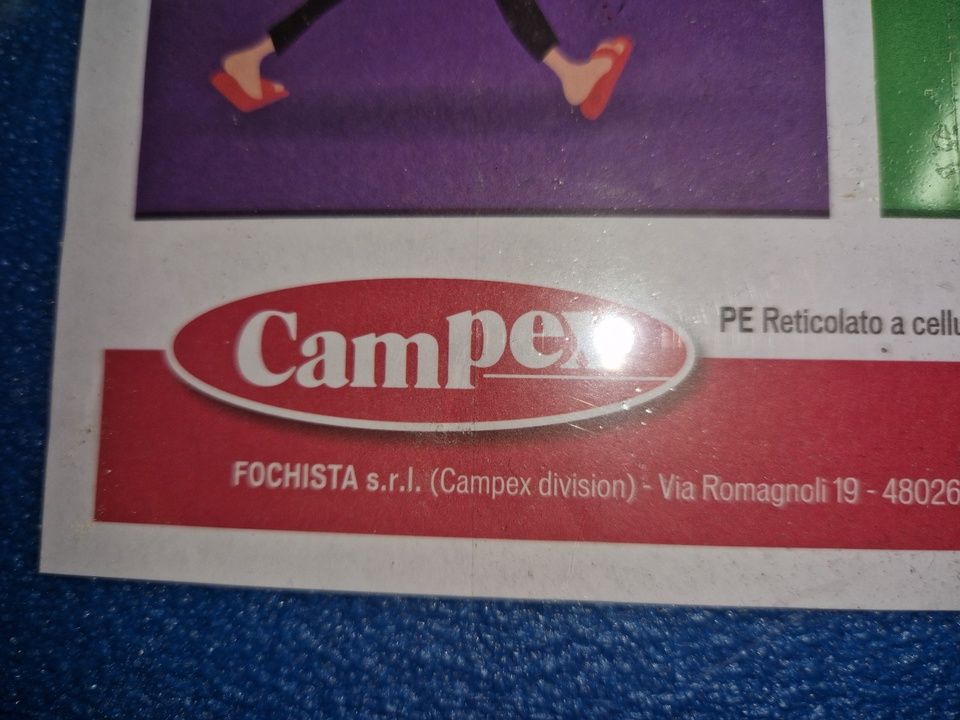 Campex
PE Reticolato a cellu
FOCHISTA s.r.l. (Campex division) - Via Romagnoli 19 - 48026